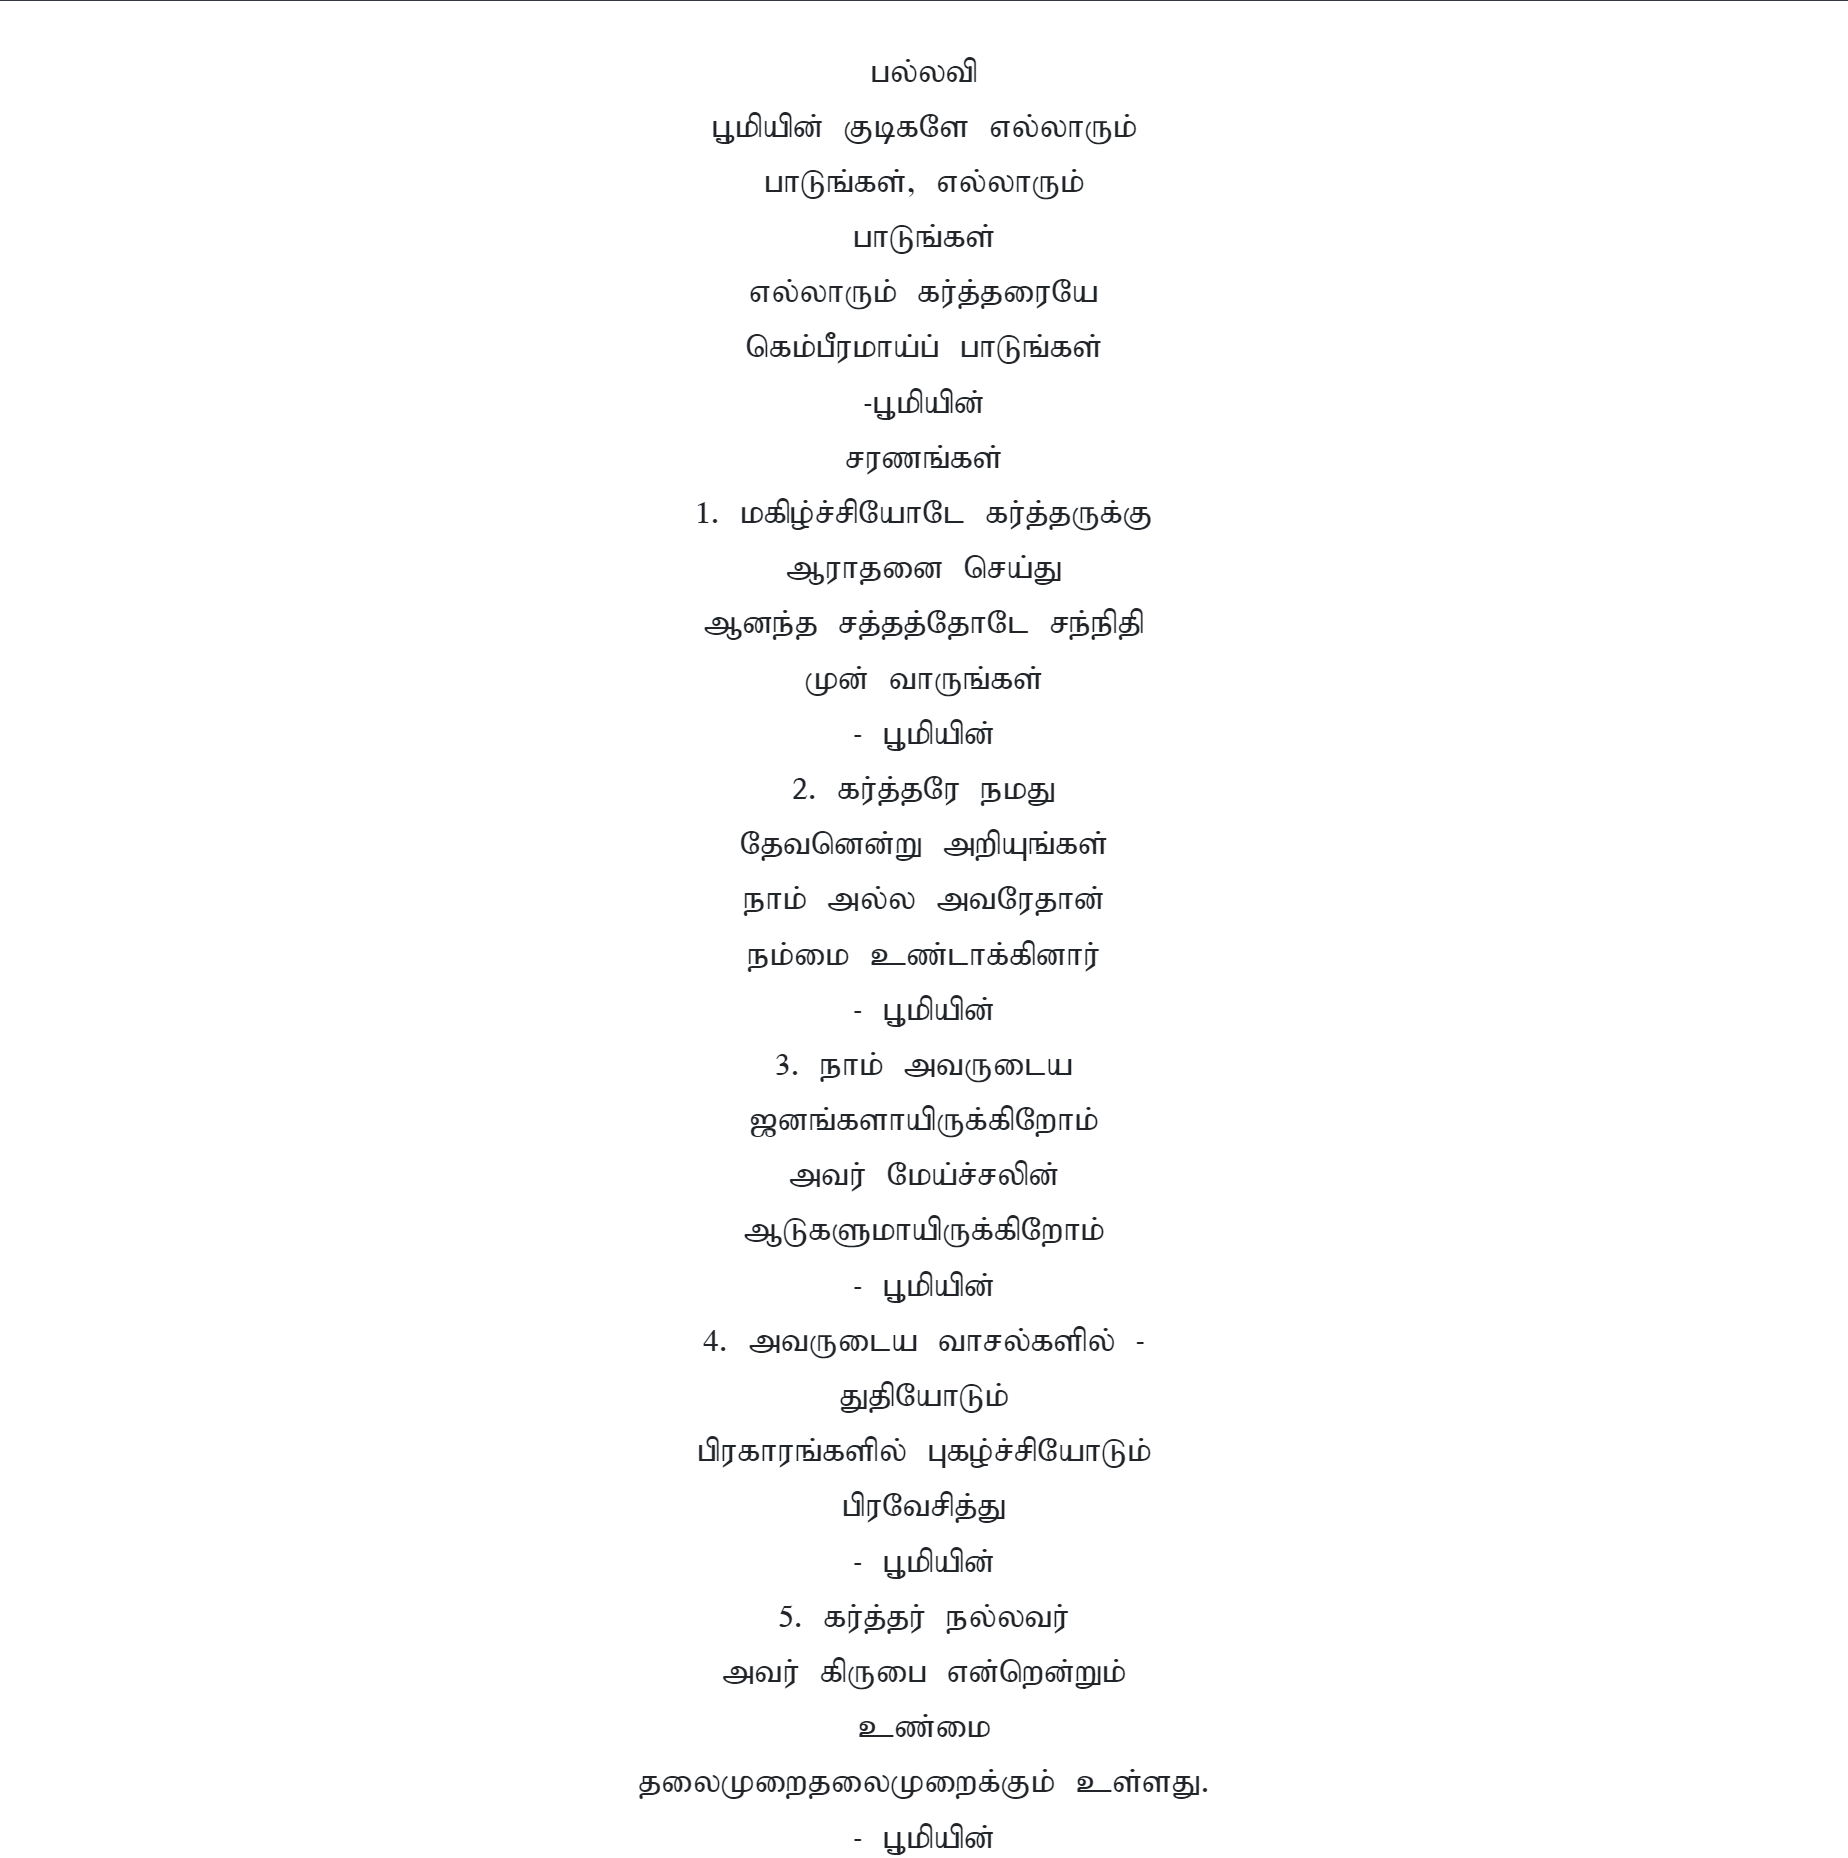 பல்லவி
பூமியின் குடிகளே எல்லாரும்
பாடுங்கள், எல்லாரும்
பாடுங்கள்
எல்லாரும் கர்த்தரையே
கெம்பீரமாய்ப் பாடுங்கள்
-பூமியின்
சரணங்கள்
1. மகிழ்ச்சியோடே கர்த்தருக்கு
ஆராதனை செய்து
ஆனந்த சத்தத்தோடே சந்நிதி
முன் வாருங்கள்
- பூமியின்
2. கர்த்தரே நமது
தேவனென்று அறியுங்கள்
நாம் அல்ல அவரேதான்
நம்மை உண்டாக்கினார்
- பூமியின்
3. நாம் அவருடைய
ஜனங்களாயிருக்கிறோம்
அவர் மேய்ச்சலின்
ஆடுகளுமாயிருக்கிறோம்
- பூமியின்
4. அவருடைய வாசல்களில் -
துதியோடும்
பிரகாரங்களில் புகழ்ச்சியோடும்
பிரவேசித்து
- பூமியின்
5. கர்த்தர் நல்லவர்
அவர் கிருபை என்றென்றும்
உண்மை
தலைமுறைதலைமுறைக்கும் உள்ளது.
- பூமியின்